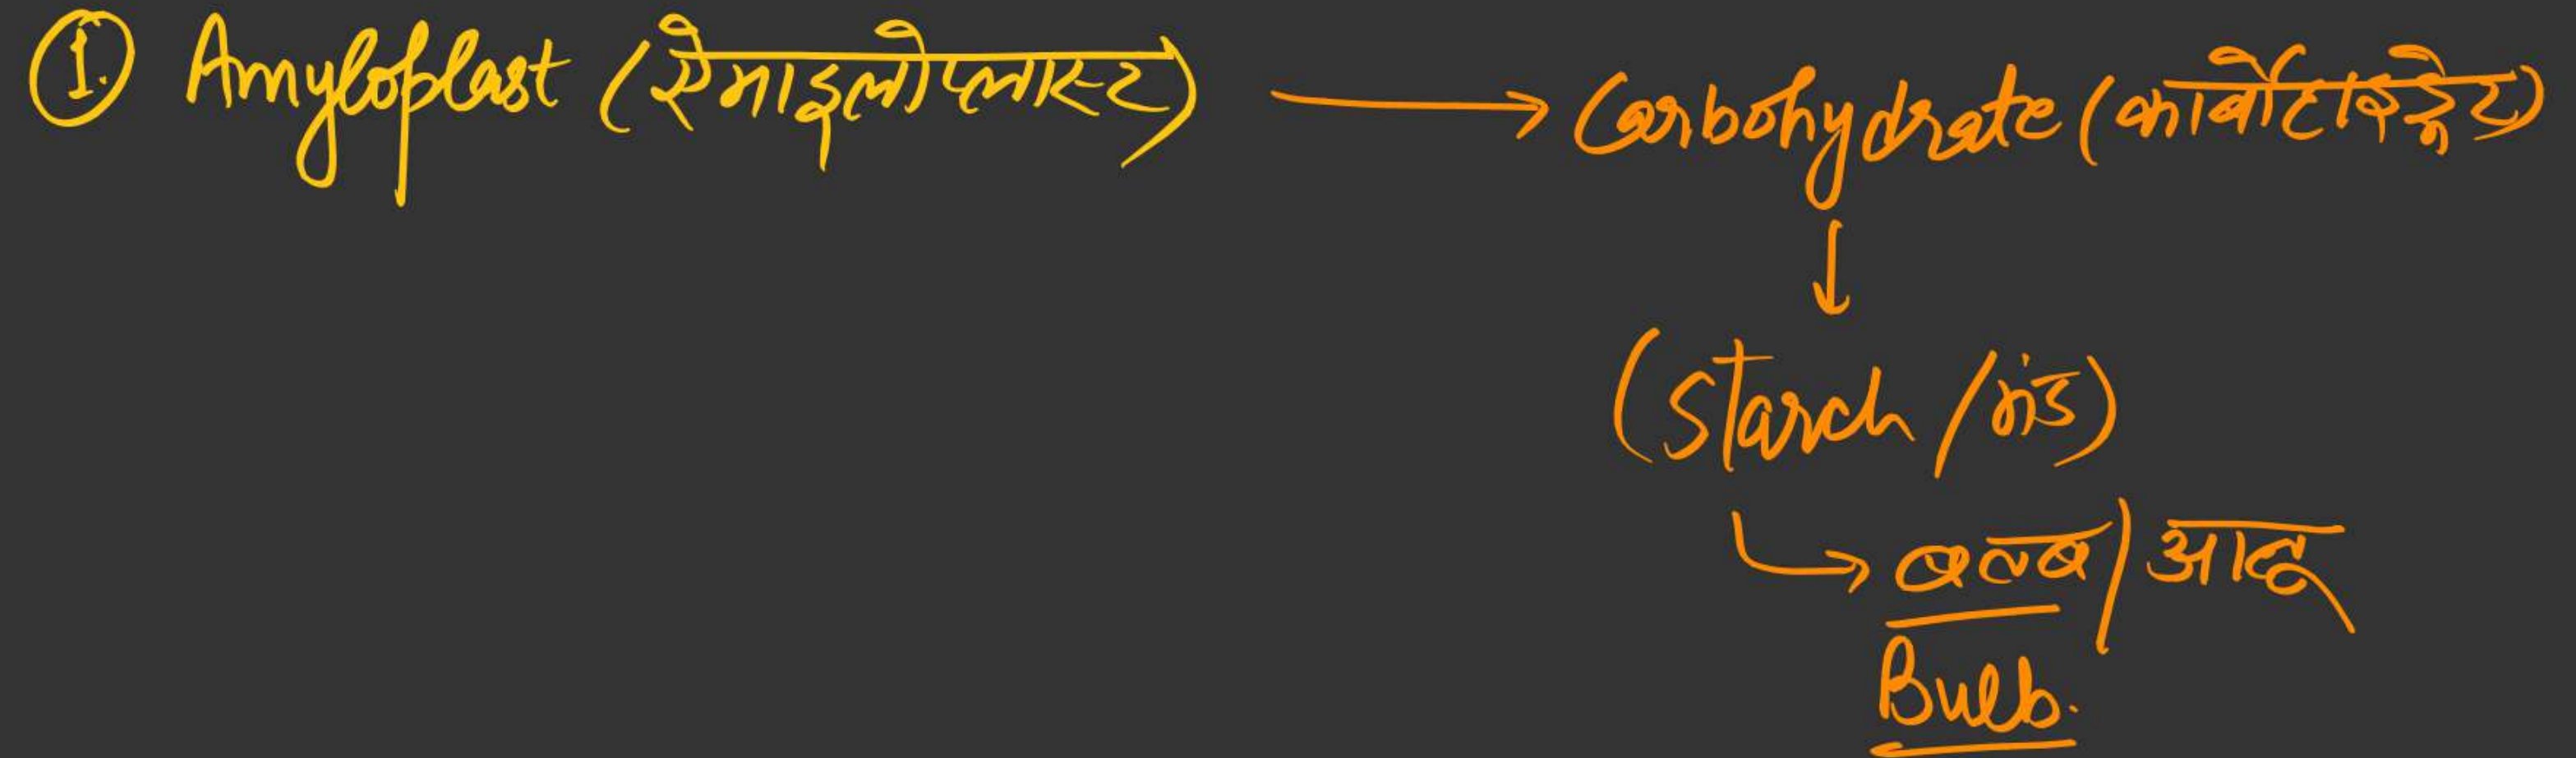 ① Amyloplast (ऐमाइलोप्लास्ट) → Carbohydrate (कार्बोहाइड्रेट)
↓
(Starch / मंड)
↳ बल्ब / आलू
Bulb.